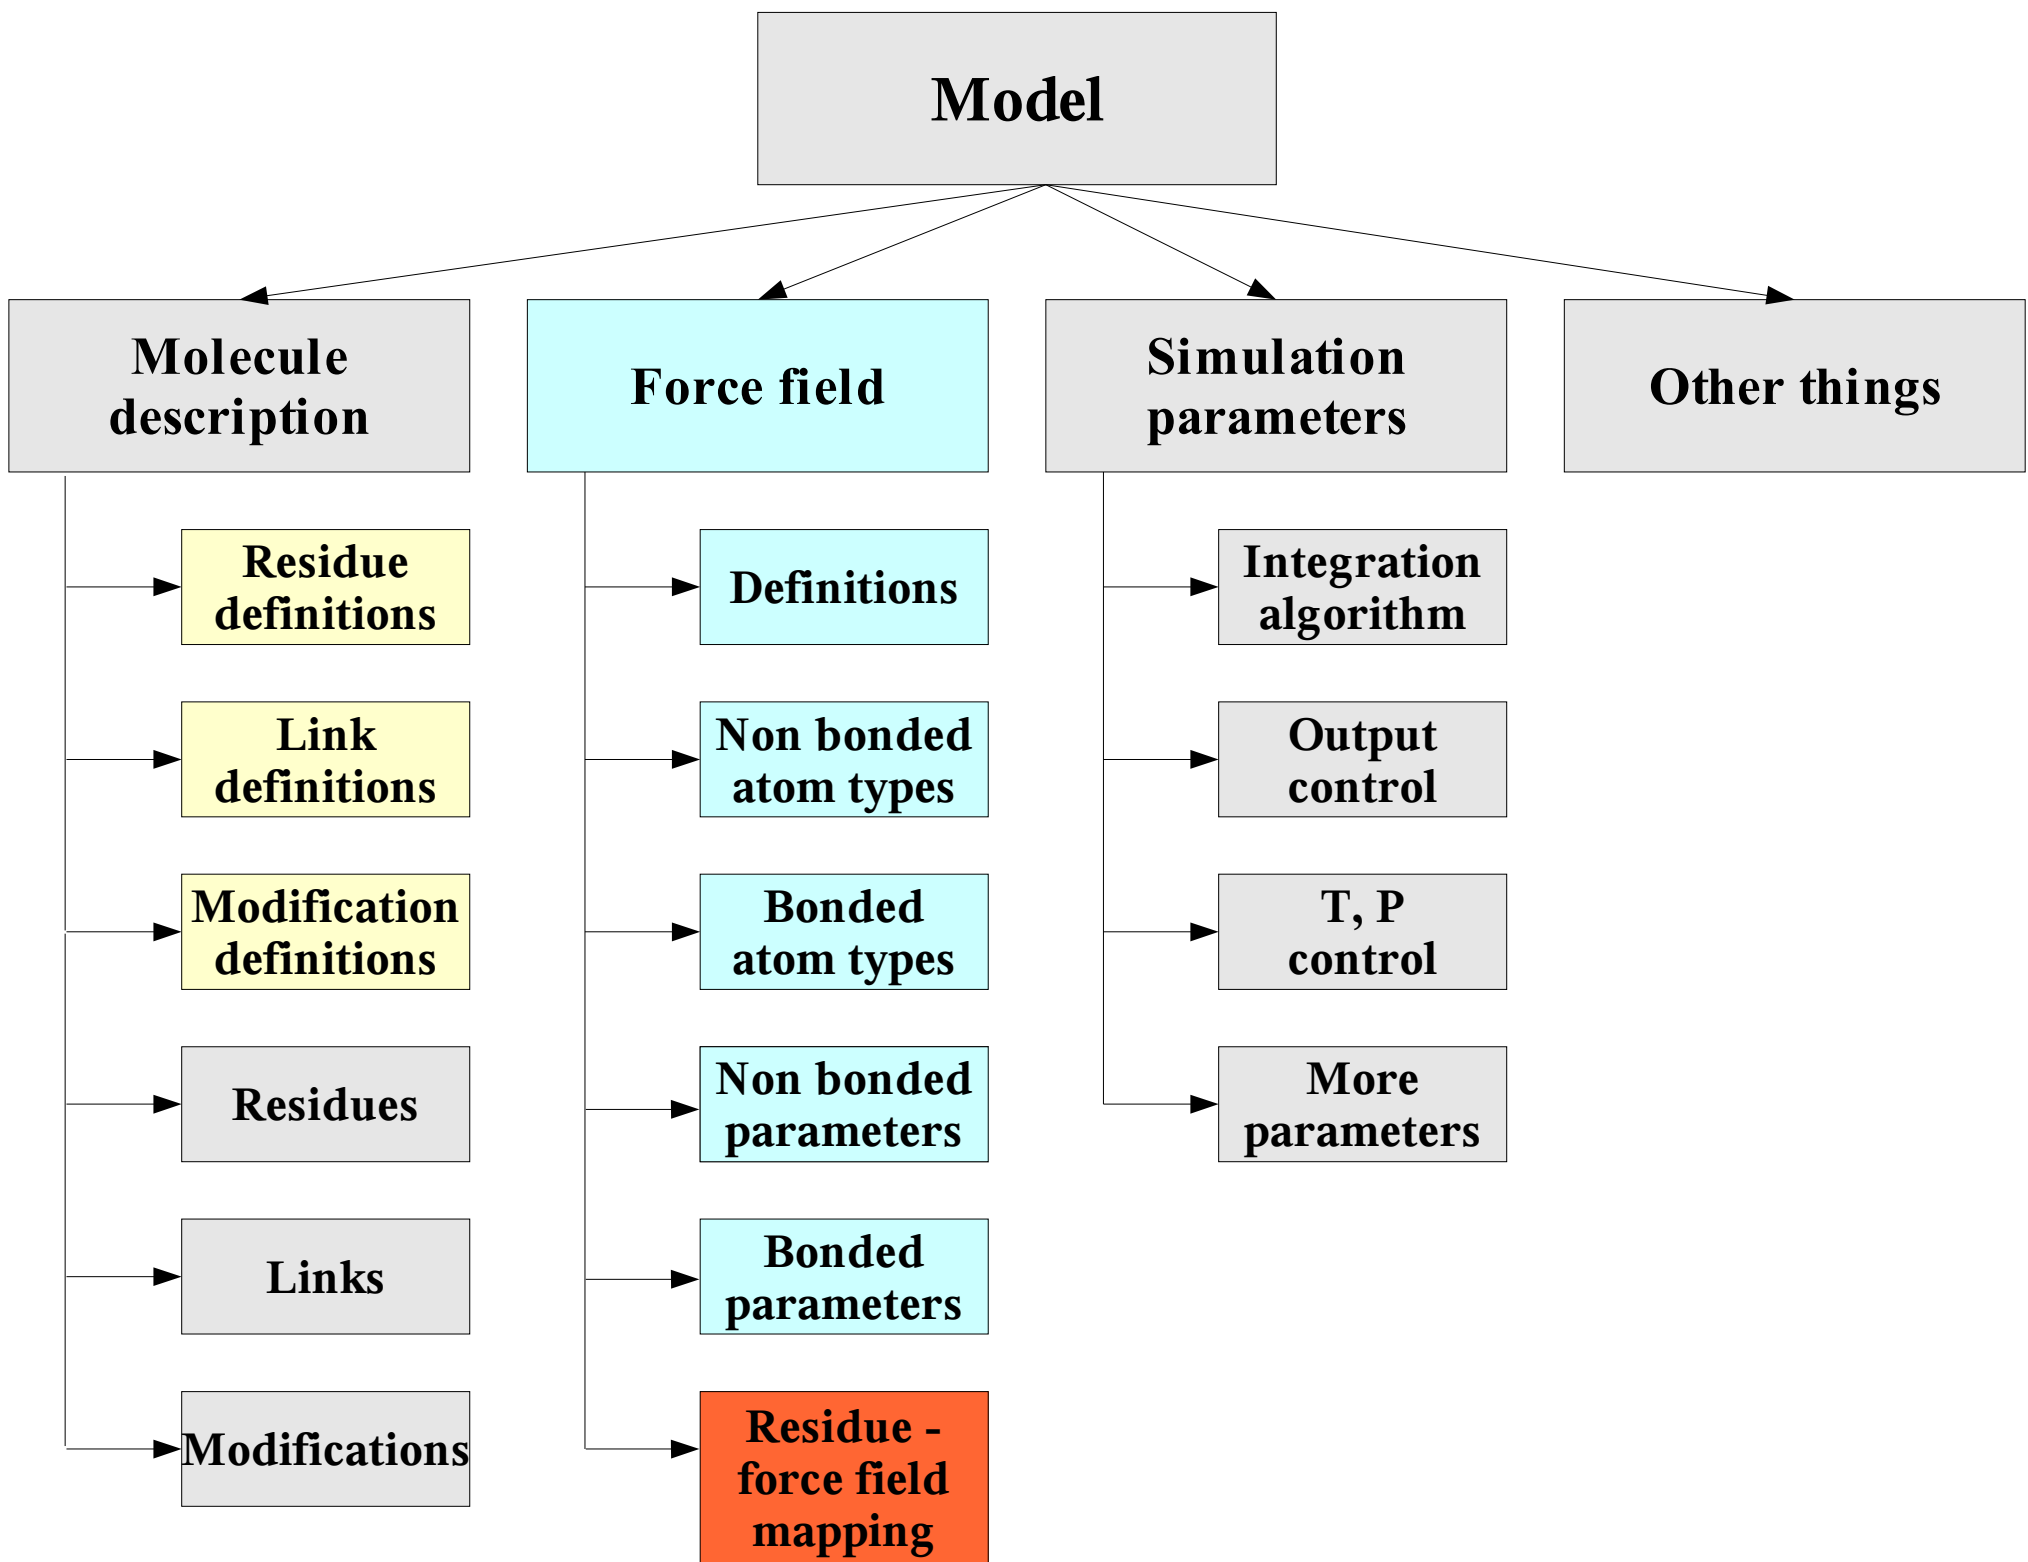 Model
Molecule
description
Force field
Simulation
parameters
Other things
Residue
definitions
Link
definitions
Modification
definitions
Residues
Links
Modifications
Definitions
Non bonded
atom types
Bonded
atom types
Non bonded
parameters
Bonded
parameters
Residue -
force field
mapping
Integration
algorithm
Output
control
T, P
control
More
parameters